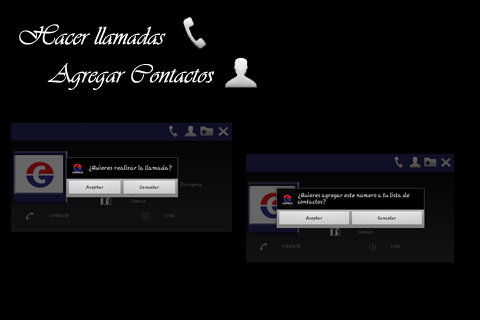 Hacer llamadas
Agregar Contactos
¿Quieres realizar la llamada?
Aceptar Cancelar
Paraguay
¿Quieres agregar este número a tu lista de
contactos?
Aceptar Cancelar